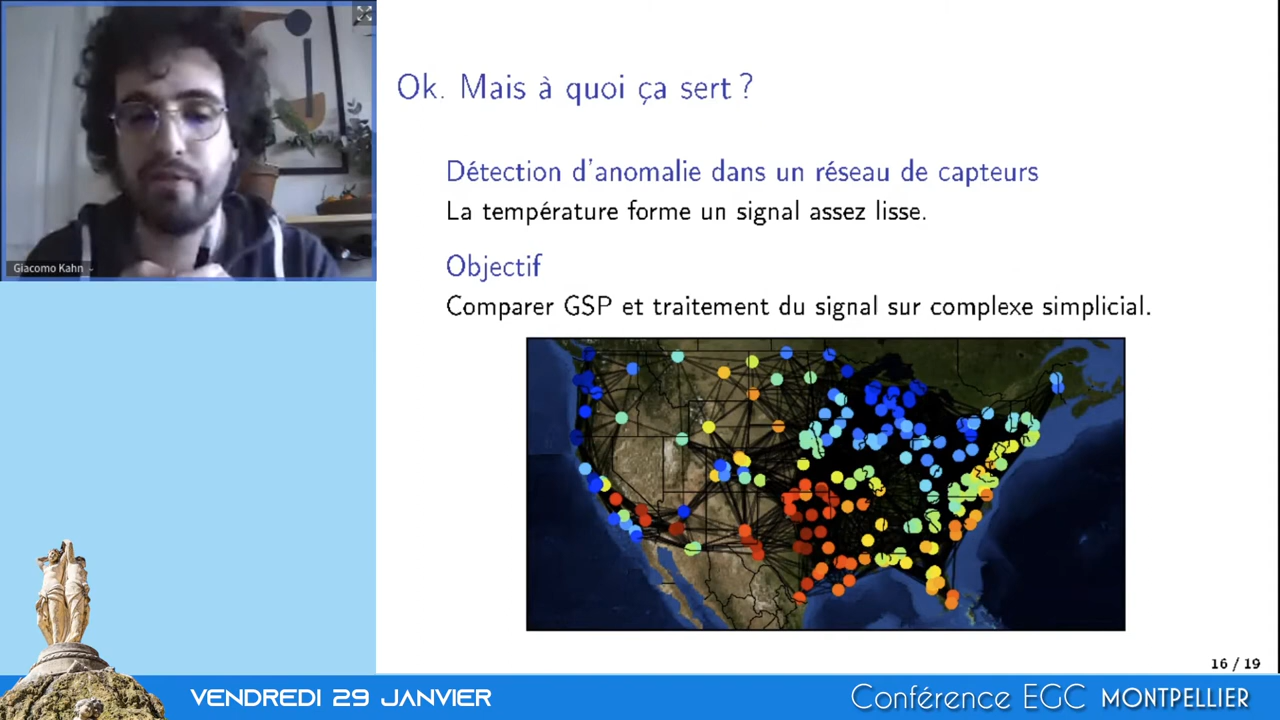 Ok. Mais à quoi ça sert ?
Détection d'anomalie dans un réseau de capteurs
La température forme un signal assez lisse.
Objectif
Comparer GSP et traitement du signal sur complexe simplicial.
Giacomo Kahn
16 / 19
VENDREDI 29 JANVIER
Conférence EGC MONTPELLIER